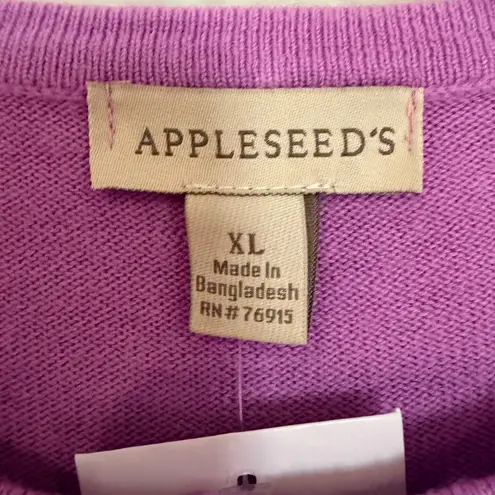 APPLESEED'S
XL
Made In
Bangladesh
RN# 76915